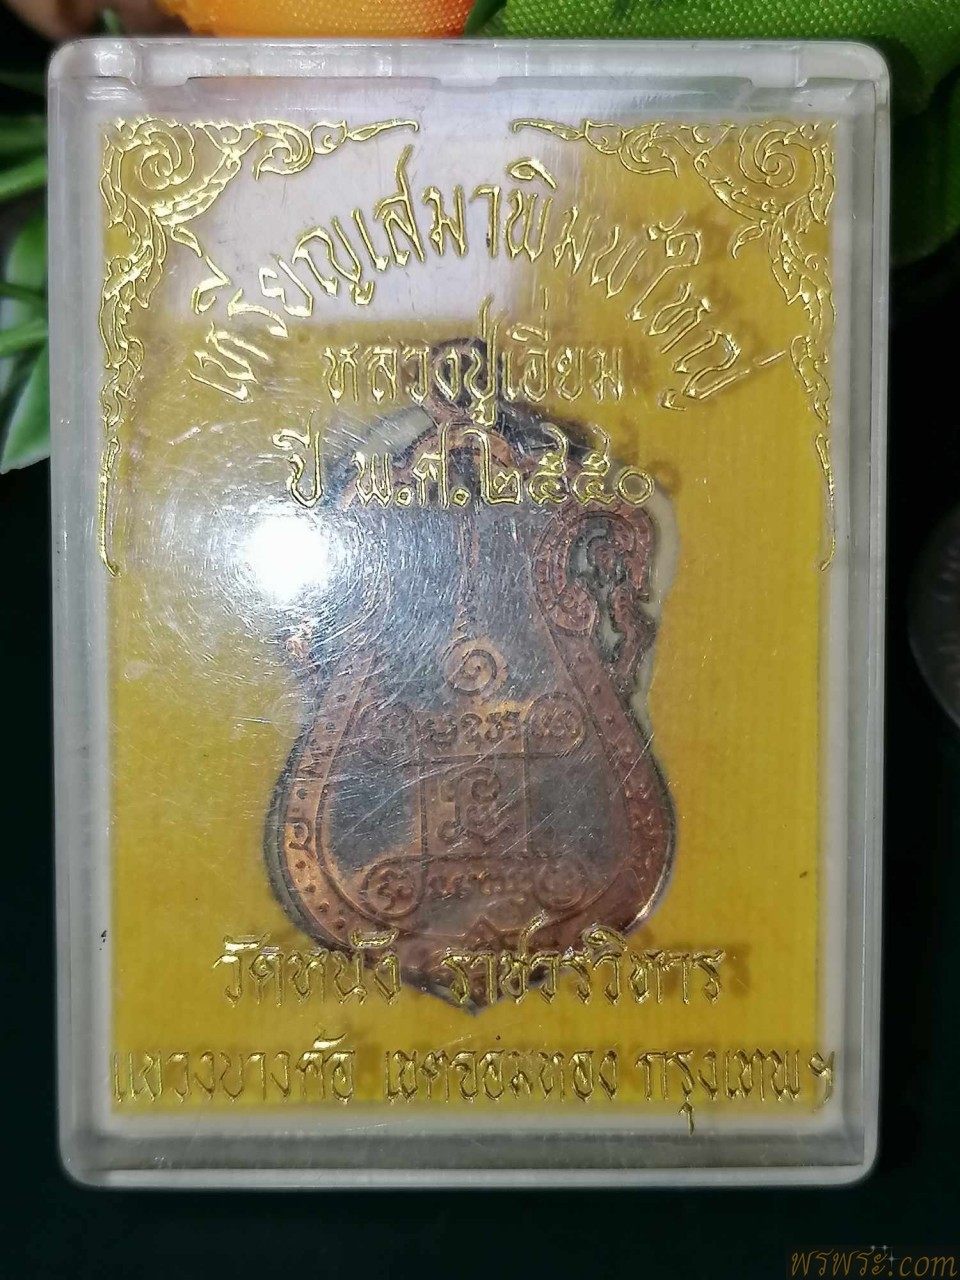 เหรียญเสมาพิมพ์ใหญ่
หลวงปู่เอี่ยม
ปี พ.ศ.๒๕๕๐
วัดหนัง ราชวรวิหาร
แขวงบางค้อ เขตจอมทอง กรุงเทพฯ
พรพระ.com